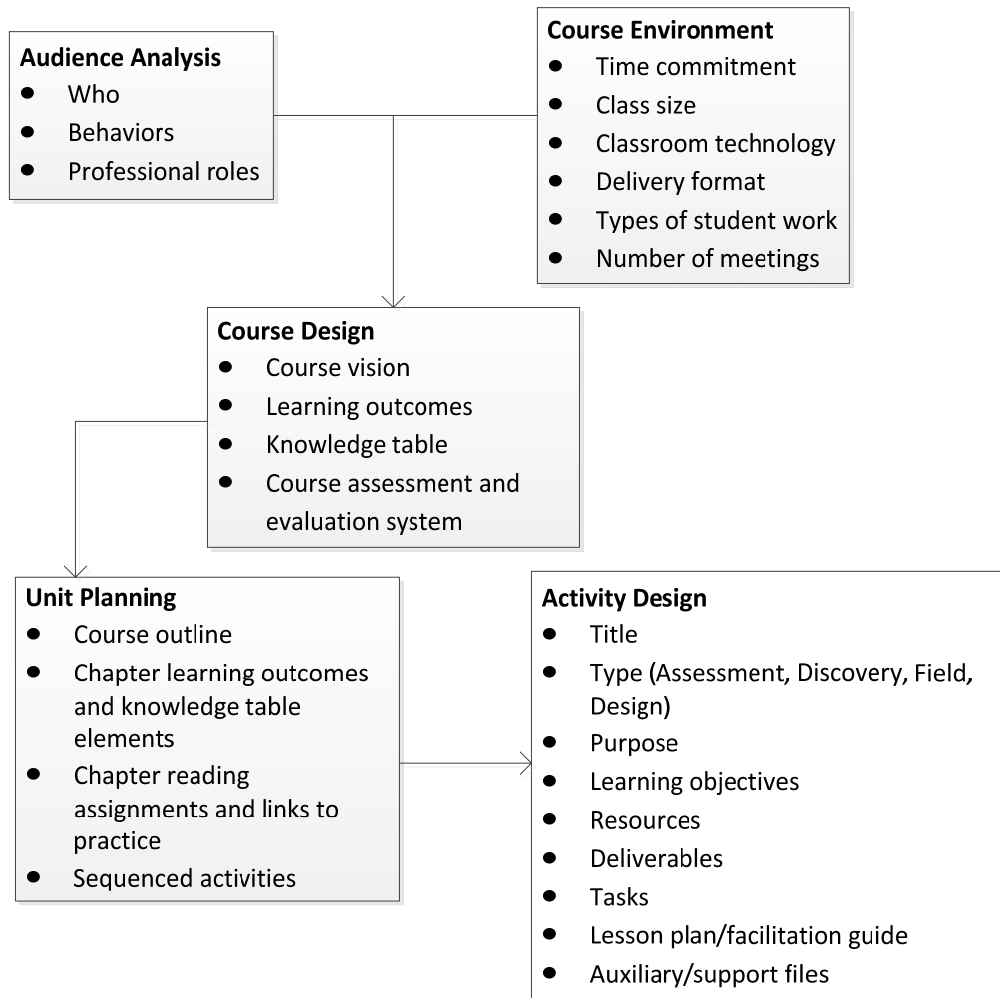 Audience Analysis
● Who
● Behaviors
● Professional roles
Course Environment
● Time commitment
● Class size
● Classroom technology
● Delivery format
● Types of student work
● Number of meetings
Course Design
● Course vision
● Learning outcomes
● Knowledge table
● Course assessment and
evaluation system
Unit Planning
● Course outline
● Chapter learning outcomes
and knowledge table
elements
● Chapter reading
assignments and links to
practice
● Sequenced activities
Activity Design
● Title
● Type (Assessment, Discovery, Field,
Design)
● Purpose
● Learning objectives
● Resources
● Deliverables
● Tasks
● Lesson plan/facilitation guide
● Auxiliary/support files